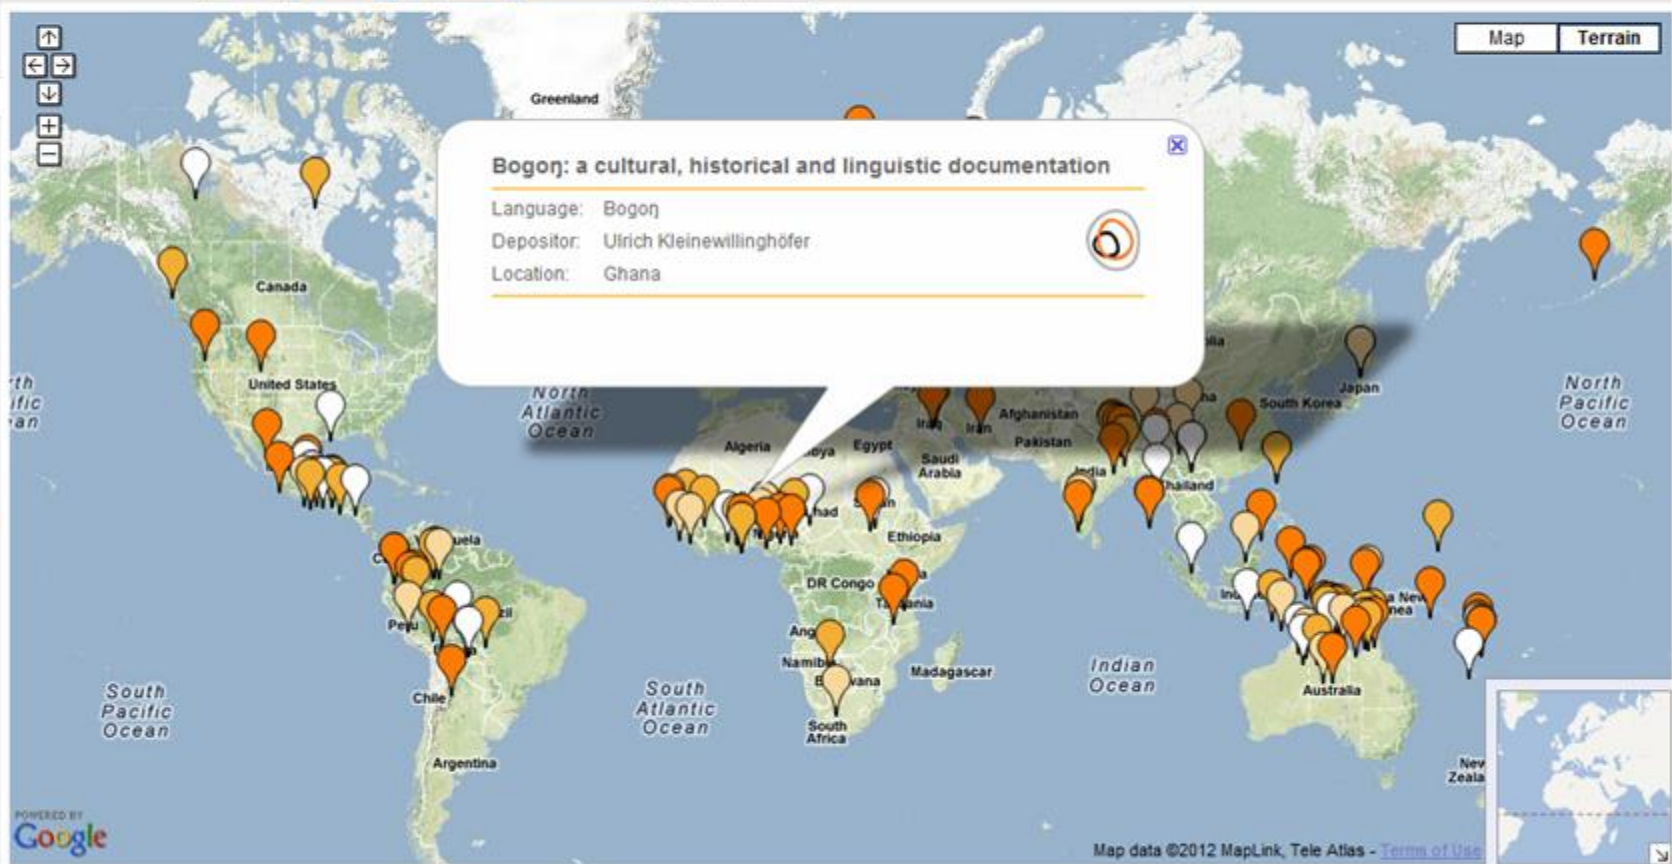 Map Terrain
Greenland
Bogoŋ: a cultural, historical and linguistic documentation
Language: Bogoŋ
Depositor: Ulrich Kleinewillinghöfer
Location: Ghana
Canada
United States
North
Atlantic
Ocean
Japan
South Korea
North
Pacific
Ocean
Afghanistan
Iraq
Iran
Pakistan
Algeria
Egypt
Saudi
Arabia
India
Thailand
Ethiopia
DR Congo
Peru
Chile
Argentina
Madagascar
South
Africa
Indian
Ocean
Australia
South
Pacific
Ocean
South
Atlantic
Ocean
New
POWERED BY
Google
Map data ©2012 MapLink, Tele Atlas - Terms of Use